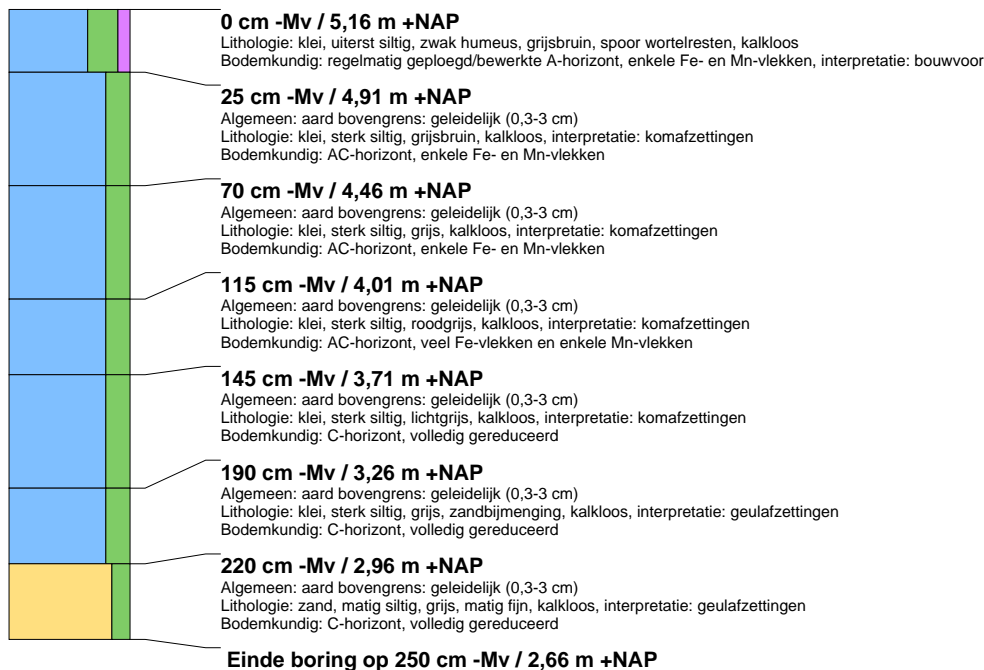 0 cm -Mv / 5,16 m +NAP
Lithologie: klei, uiterst siltig, zwak humeus, grijsbruin, spoor wortelresten, kalkloos
Bodemkundig: regelmatig geploegd/bewerkte A-horizont, enkele Fe- en Mn-vlekken, interpretatie: bouwvoor
25 cm -Mv / 4,91 m +NAP
Algemeen: aard bovengrens: geleidelijk (0,3-3 cm)
Lithologie: klei, sterk siltig, grijsbruin, kalkloos, interpretatie: komafzettingen
Bodemkundig: AC-horizont, enkele Fe- en Mn-vlekken
70 cm -Mv / 4,46 m +NAP
Algemeen: aard bovengrens: geleidelijk (0,3-3 cm)
Lithologie: klei, sterk siltig, grijs, kalkloos, interpretatie: komafzettingen
Bodemkundig: AC-horizont, enkele Fe- en Mn-vlekken
115 cm -Mv / 4,01 m +NAP
Algemeen: aard bovengrens: geleidelijk (0,3-3 cm)
Lithologie: klei, sterk siltig, roodgrijs, kalkloos, interpretatie: komafzettingen
Bodemkundig: AC-horizont, veel Fe-vlekken en enkele Mn-vlekken
145 cm -Mv / 3,71 m +NAP
Algemeen: aard bovengrens: geleidelijk (0,3-3 cm)
Lithologie: klei, sterk siltig, lichtgrijs, kalkloos, interpretatie: komafzettingen
Bodemkundig: C-horizont, volledig gereduceerd
190 cm -Mv / 3,26 m +NAP
Algemeen: aard bovengrens: geleidelijk (0,3-3 cm)
Lithologie: klei, sterk siltig, grijs, zandbijmenging, kalkloos, interpretatie: geulafzettingen
Bodemkundig: C-horizont, volledig gereduceerd
220 cm -Mv / 2,96 m +NAP
Algemeen: aard bovengrens: geleidelijk (0,3-3 cm)
Lithologie: zand, matig siltig, grijs, matig fijn, kalkloos, interpretatie: geulafzettingen
Bodemkundig: C-horizont, volledig gereduceerd
Einde boring op 250 cm -Mv / 2,66 m +NAP